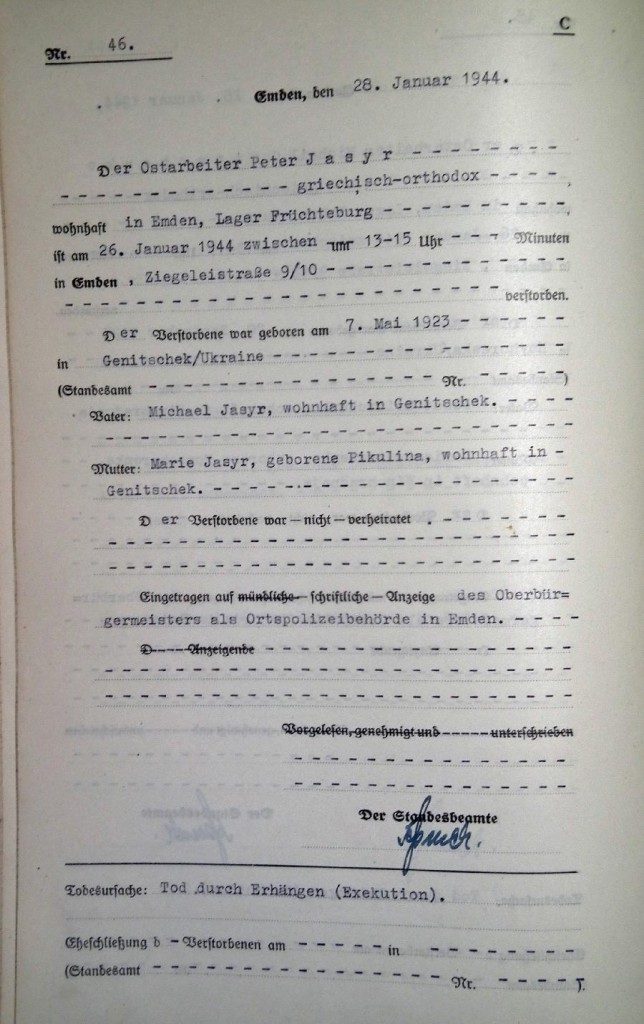 C
Nr. 46.
Emden, den 28. Januar 1944.
Der Ostarbeiter Peter Jasyr - - - - - - - -
- - - - - - - - - - - - griechisch-orthodox - - - - ,
wohnhaft in Emden, Lager Früchteburg - - - - - - - - - ,
ist am 26. Januar 1944 zwischen um 13-15 Uhr - - - Minuten
in Emden, Ziegeleistraße 9/10 - - - - - - - - - - - -
- - - - - - - - - - - - - - - - - - - - - - verstorben.
Der Verstorbene war geboren am 7. Mai 1923 - - - - - -
in Genitschek/Ukraine - - - - - - - - - - - - - - -
(Standesamt - - - - - - - - - - - - - - Nr. - - - - - )
Vater: Michael Jasyr, wohnhaft in Genitschek. - - - -
- - - - - - - - - - - - - - - - - - - - - - -
Mutter: Marie Jasyr, geborene Pikulina, wohnhaft in -
Genitschek. - - - - - - - - - - - - - - - - - -
Der Verstorbene war – nicht – verheiratet . - - - - - -
- - - - - - - - - - - - - - - - - - - - - - -
- - - - - - - - - - - - - - - - - - - - - - -
Eingetragen auf mündliche – schriftliche – Anzeige des Oberbür=
germeisters als Ortspolizeibehörde in Emden. - - - -
D - - - - Anzeigende - - - - - - - - - - - - - - -
- - - - - - - - - - - - - - - - - - - - - - -
- - - - - - - - - - - - - - - - - - - - - - -
Vorgelesen, genehmigt und - - - - - unterschrieben
- - - - - - - - - - - - - -
- - - - - - - - - - - - - -
Der Standesbeamte
Todesursache: Tod durch Erhängen (Exekution).
Eheschließung d - Verstorbenen am - - - - - in - - - - - - - -
(Standesamt - - - - - - - - - - - - - - Nr. - - - - - ).